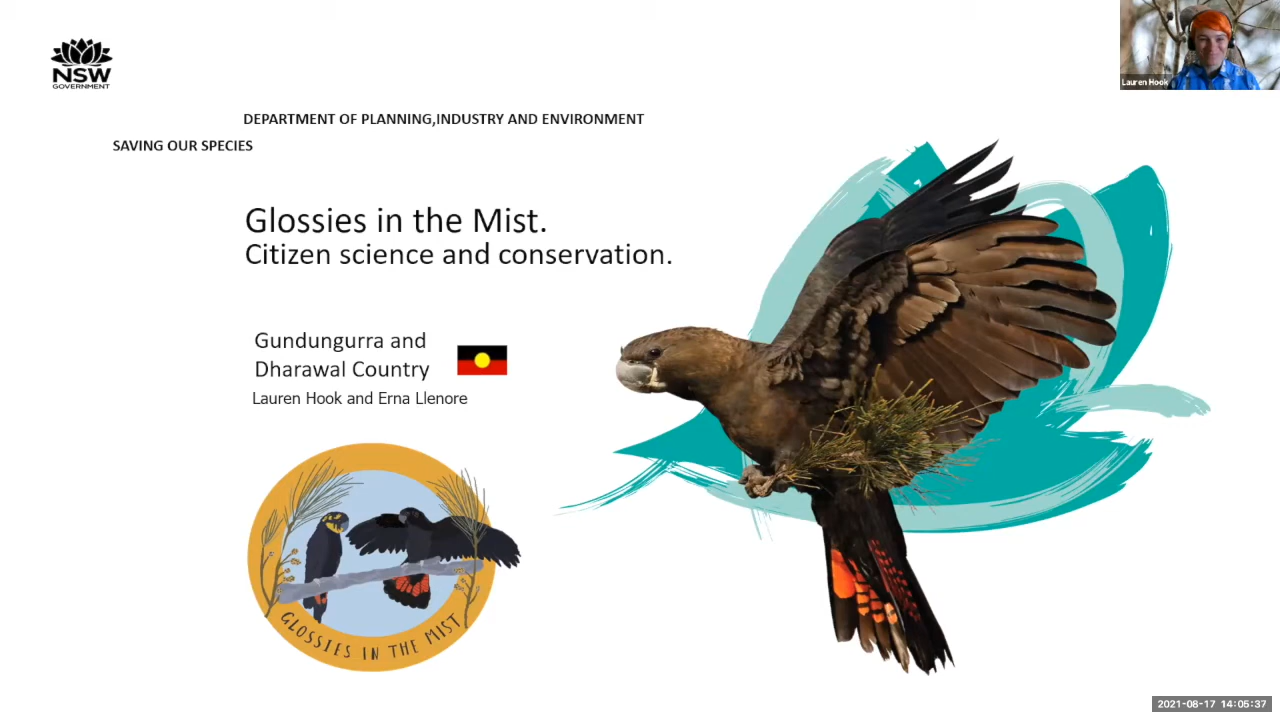 Lauren Hook
NSW
GOVERNMENT
DEPARTMENT OF PLANNING,INDUSTRY AND ENVIRONMENT
SAVING OUR SPECIES
Glossies in the Mist.
Citizen science and conservation.
Gundungurra and
Dharawal Country
Lauren Hook and Erna Llenore
GLOSSIES IN THE MIST
2021-08-17 14:05:37